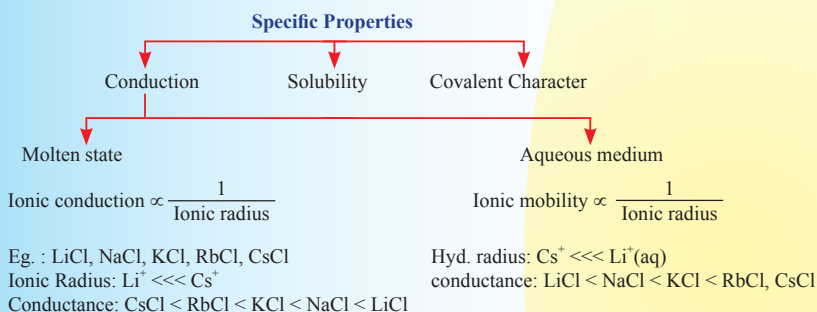 Specific Properties
Conduction
Solubility
Covalent Character
Molten state
Ionic conduction ∝ 1 / Ionic radius
Eg. : LiCl, NaCl, KCl, RbCl, CsCl
Ionic Radius: Li⁺ <<< Cs⁺
Conductance: CsCl < RbCl < KCl < NaCl < LiCl
Aqueous medium
Ionic mobility ∝ 1 / Ionic radius
Hyd. radius: Cs⁺ <<< Li⁺(aq)
conductance: LiCl < NaCl < KCl < RbCl, CsCl